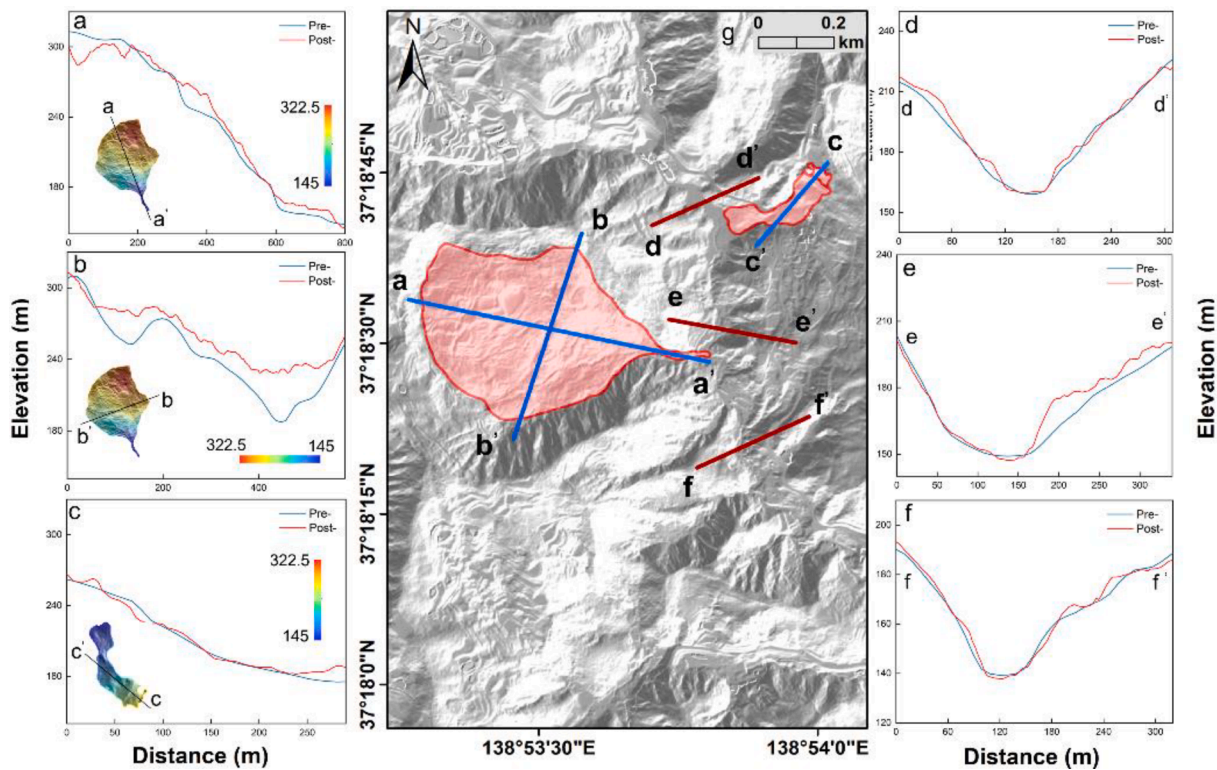 a
Pre-
Post-
300
240
180
a
322.5
145
a'
0
200
400
600
800
b
Pre-
Post-
300
240
180
b
b'
322.5
145
0
200
400
c
Pre-
Post-
300
240
180
322.5
145
c'
c
0
50
100
150
200
250
Elevation (m)
Distance (m)
N
g
0
0.2
km
37°18'45"N
37°18'30"N
37°18'15"N
37°18'0"N
138°53'30"E
138°54'0"E
a
a'
b
b'
c
c'
d
d'
e
e'
f
f'
d
Pre-
Post-
240
210
180
160
140
d
d'
0
60
120
180
240
300
e
Pre-
Post-
240
200
180
150
e
e'
0
50
100
150
200
240
300
f
Pre-
Post-
200
180
160
140
120
f
f'
0
60
120
180
240
300
Elevation (m)
Distance (m)